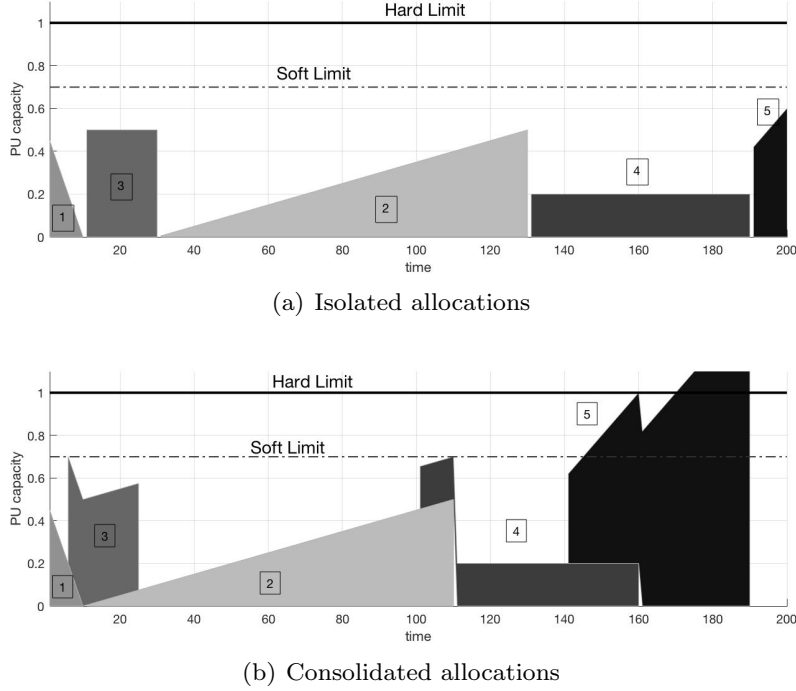 Hard Limit
1
0.8
Soft Limit
0.6
5
PU capacity
0.4
4
3
0.2
1
2
0
20 40 60 80 100 120 140 160 180 200
time
(a) Isolated allocations
1
Hard Limit
5
0.8
Soft Limit
0.6
PU capacity
0.4
3
4
0.2
1
2
0
20 40 60 80 100 120 140 160 180 200
time
(b) Consolidated allocations